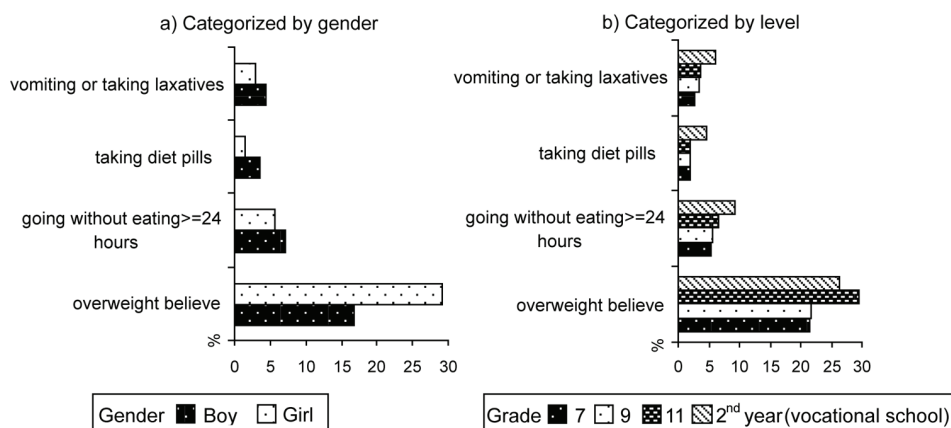 a) Categorized by gender
vomiting or taking laxatives
taking diet pills
going without eating>=24
hours
overweight believe
%
0 5 10 15 20 25 30
Gender Boy Girl
b) Categorized by level
vomiting or taking laxatives
taking diet pills
going without eating>=24
hours
overweight believe
%
0 5 10 15 20 25 30
Grade 7 9 11 2nd year (vocational school)